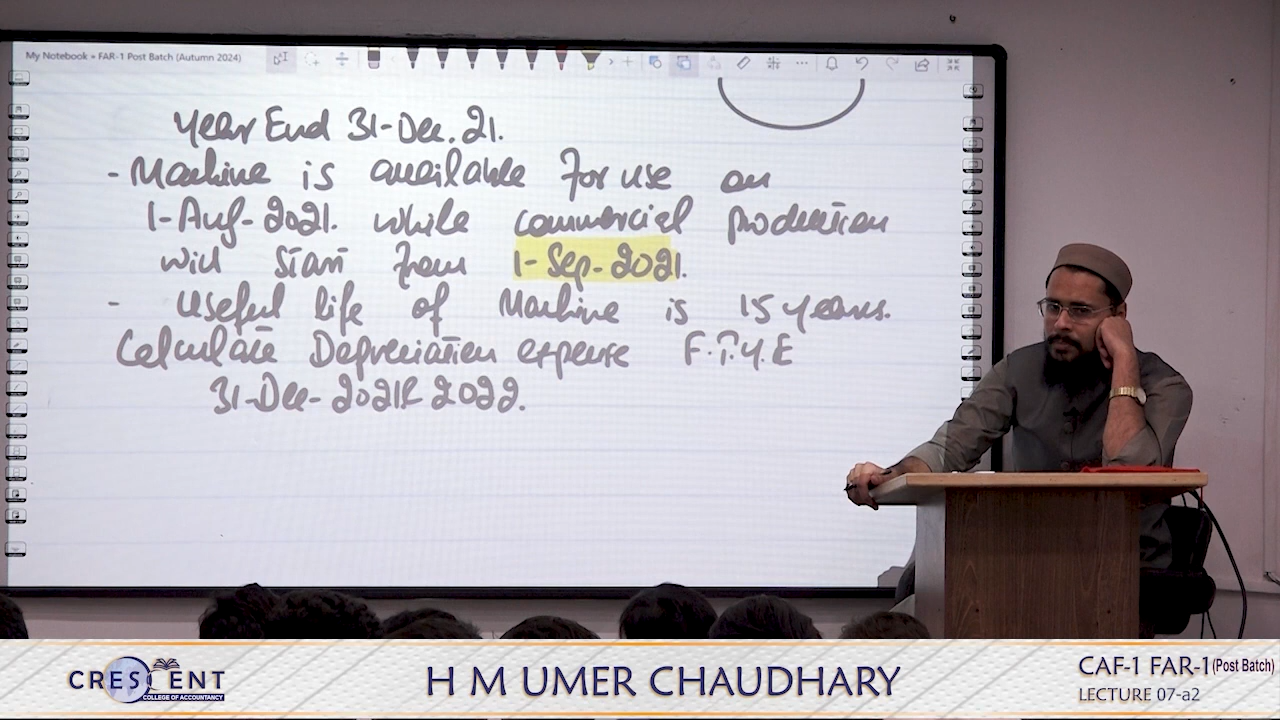 My Notebook » FAR-1 Post Batch (Autumn 2024)
Year End 31-Dec. 21.
- Machine is available for use on
1-Aug-2021. while commercial production
will start from 1-Sep-2021.
- useful life of Machine is 15 years.
Calculate Depreciation expense F.T.Y.E
31-Dec-2021& 2022.
CRESCENT
COLLEGE OF ACCOUNTANCY
H M UMER CHAUDHARY
CAF-1 FAR-1(Post Batch)
LECTURE 07-a2